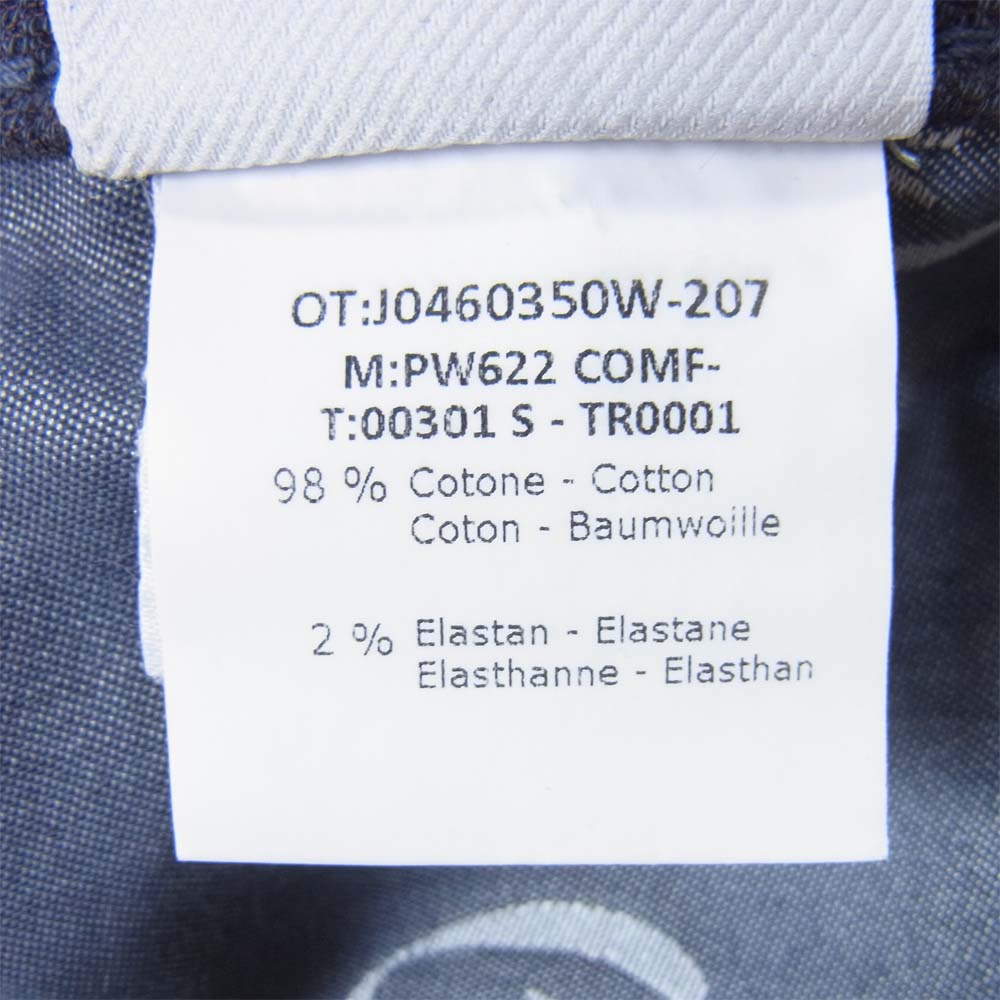 OT:J0460350W-207
M:PW622 COMF-
T:00301 S - TR0001
98 % Cotone - Cotton
Coton - Baumwoille
2 % Elastan - Elastane
Elasthanne - Elasthan